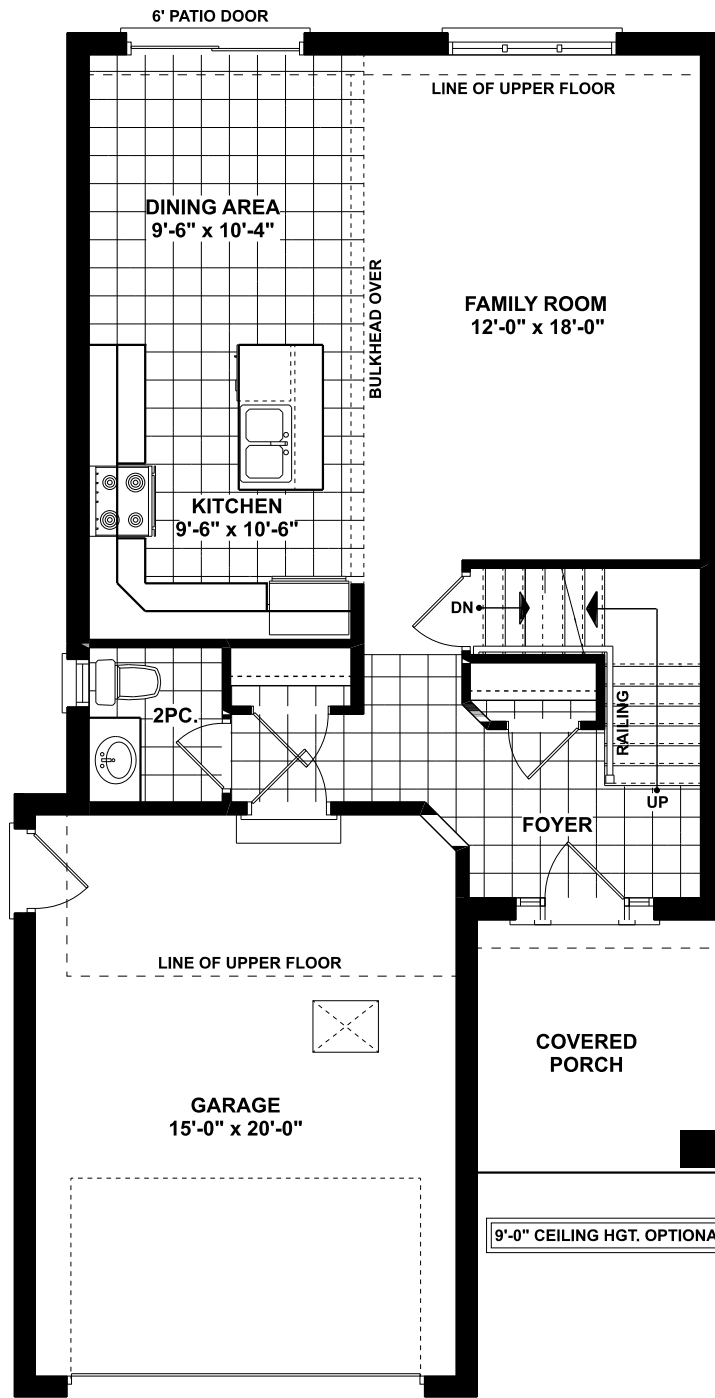 6' PATIO DOOR
LINE OF UPPER FLOOR
DINING AREA
9'-6" x 10'-4"
BULKHEAD OVER
FAMILY ROOM
12'-0" x 18'-0"
KITCHEN
9'-6" x 10'-6"
DN
2PC.
RAILING
UP
FOYER
LINE OF UPPER FLOOR
COVERED
PORCH
GARAGE
15'-0" x 20'-0"
9'-0" CEILING HGT. OPTIONA